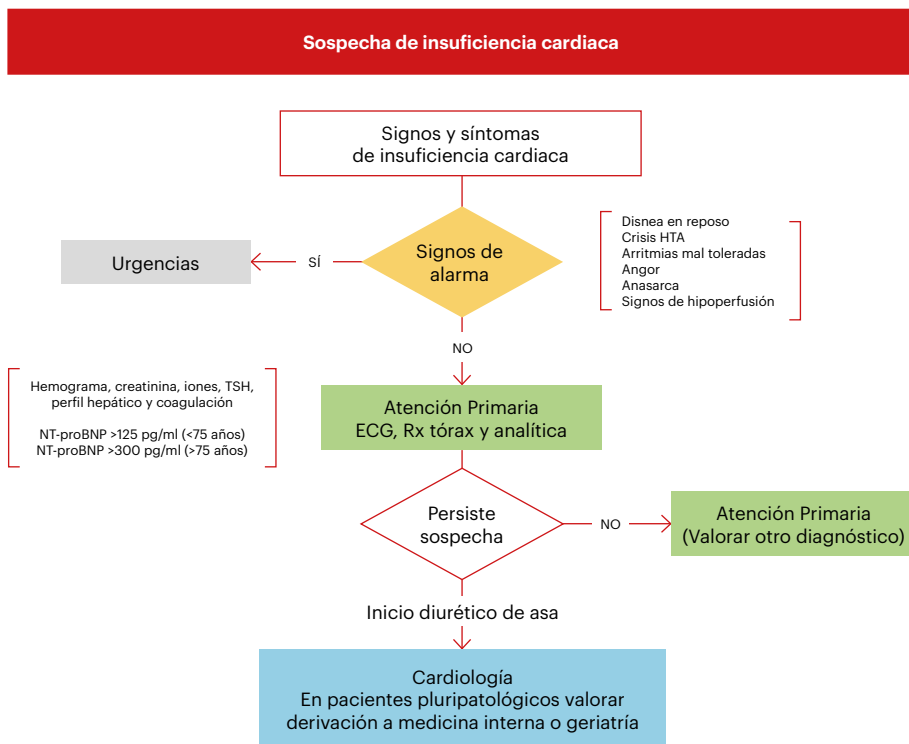 Sospecha de insuficiencia cardiaca
Signos y síntomas
de insuficiencia cardiaca
Signos de
alarma
Disnea en reposo
Crisis HTA
Arritmias mal toleradas
Angor
Anasarca
Signos de hipoperfusión
SÍ
Urgencias
NO
Hemograma, creatinina, iones, TSH,
perfil hepático y coagulación
NT-proBNP >125 pg/ml (<75 años)
NT-proBNP >300 pg/ml (>75 años)
Atención Primaria
ECG, Rx tórax y analítica
Persiste
sospecha
NO
Atención Primaria
(Valorar otro diagnóstico)
Inicio diurético de asa
Cardiología
En pacientes pluripatológicos valorar
derivación a medicina interna o geriatría